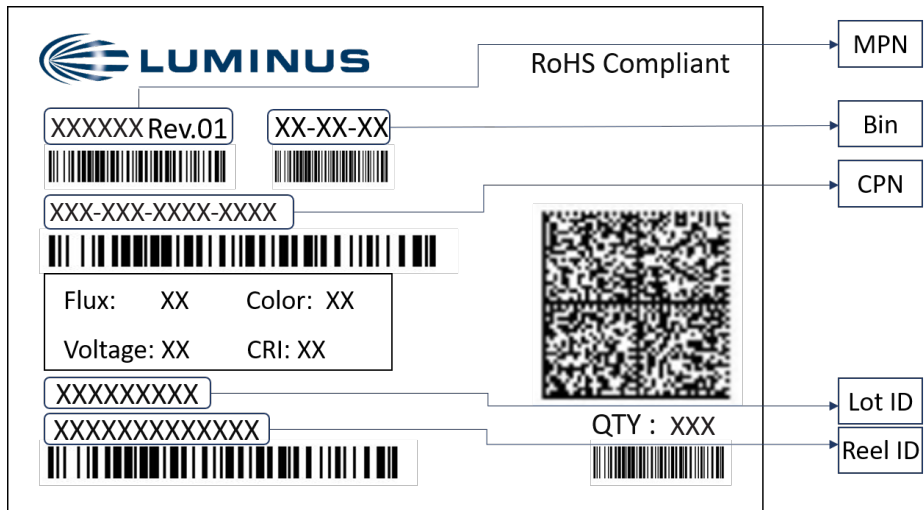 LUMINUS
RoHS Compliant
MPN
XXXXXX Rev.01
XX-XX-XX
Bin
XXX-XXX-XXXX-XXXX
CPN
Flux: XX Color: XX
Voltage: XX CRI: XX
XXXXXXXXX
Lot ID
XXXXXXXXXXXXX
QTY : XXX
Reel ID